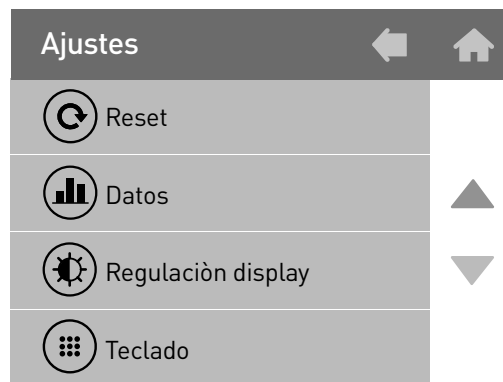 Ajustes
Reset
Datos
Regulaciòn display
Teclado